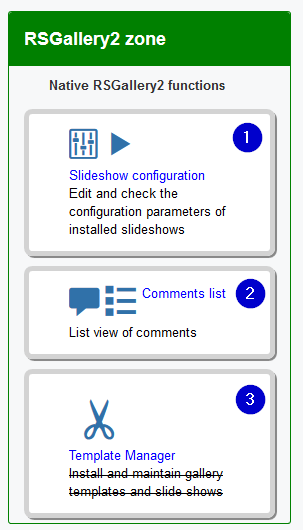 RSGallery2 zone
Native RSGallery2 functions
1
Slideshow configuration
Edit and check the
configuration parameters of
installed slideshows
Comments list
2
List view of comments
3
Template Manager
Install and maintain gallery
templates and slide shows